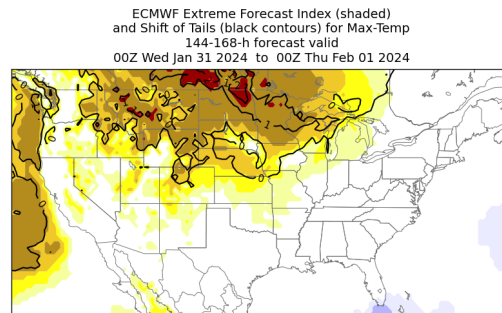 ECMWF Extreme Forecast Index (shaded)
and Shift of Tails (black contours) for Max-Temp
144-168-h forecast valid
00Z Wed Jan 31 2024 to 00Z Thu Feb 01 2024